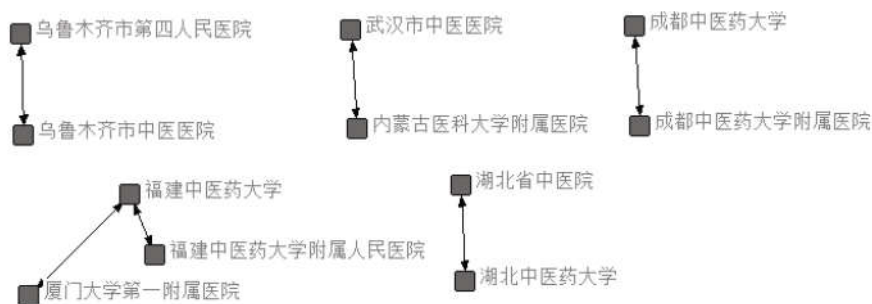 乌鲁木齐市第四人民医院
武汉市中医医院
成都中医药大学
乌鲁木齐市中医医院
内蒙古医科大学附属医院
成都中医药大学附属医院
福建中医药大学
湖北省中医院
福建中医药大学附属人民医院
湖北中医药大学
厦门大学第一附属医院